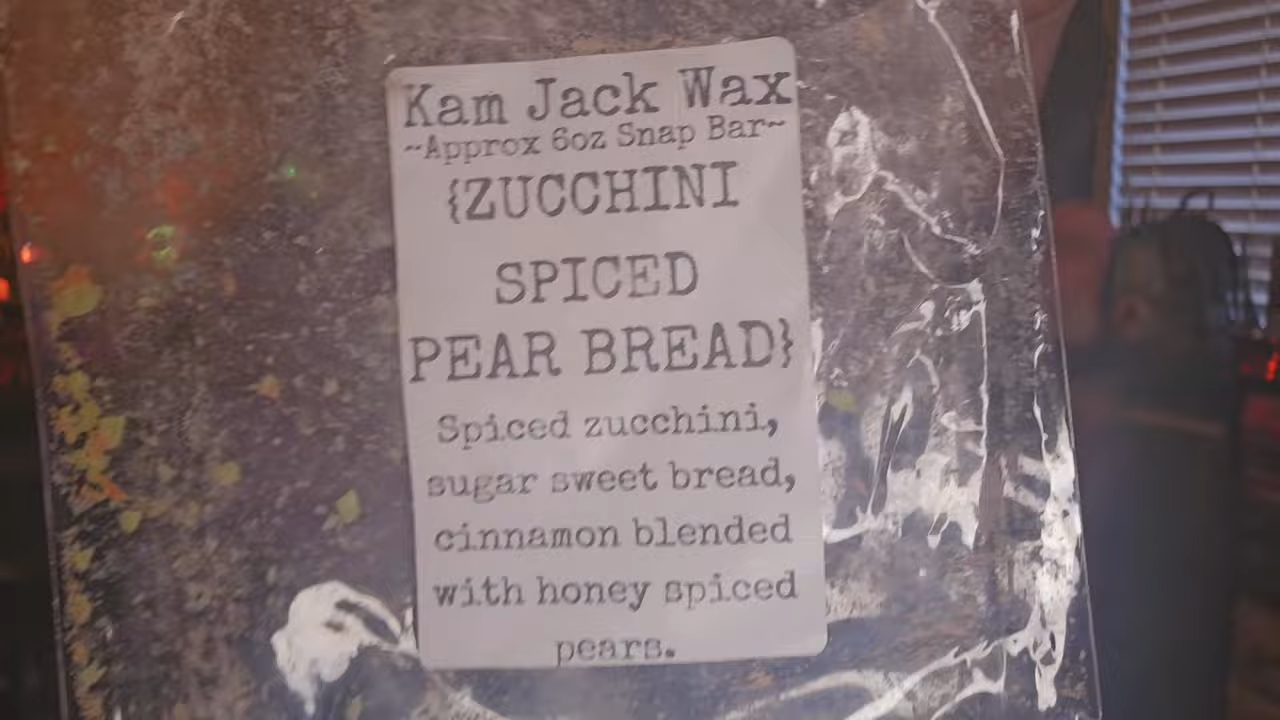 Kam Jack Wax
~Approx 6oz Snap Bar~
{ZUCCHINI
SPICED
PEAR BREAD}
Spiced zucchini,
sugar sweet bread,
cinnamon blended
with honey spiced
pears.